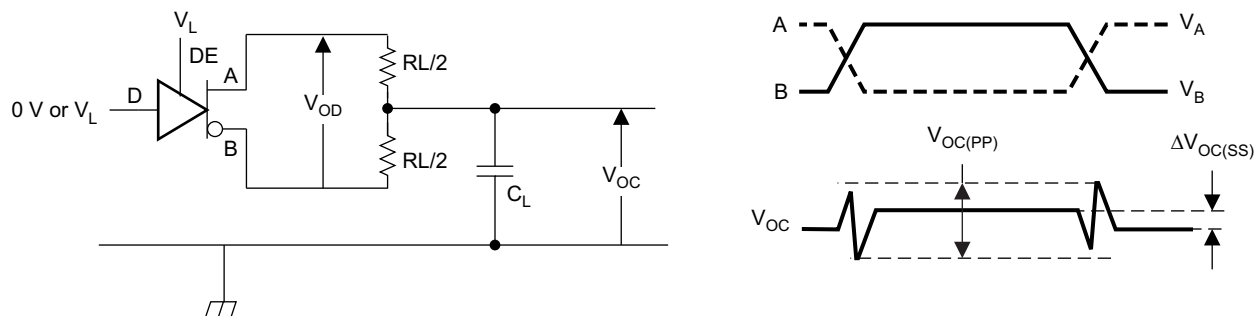 V_L
DE
A
D
0 V or V_L
B
V_OD
RL/2
RL/2
C_L
V_OC
A
V_A
B
V_B
V_OC(PP)
ΔV_OC(SS)
V_OC